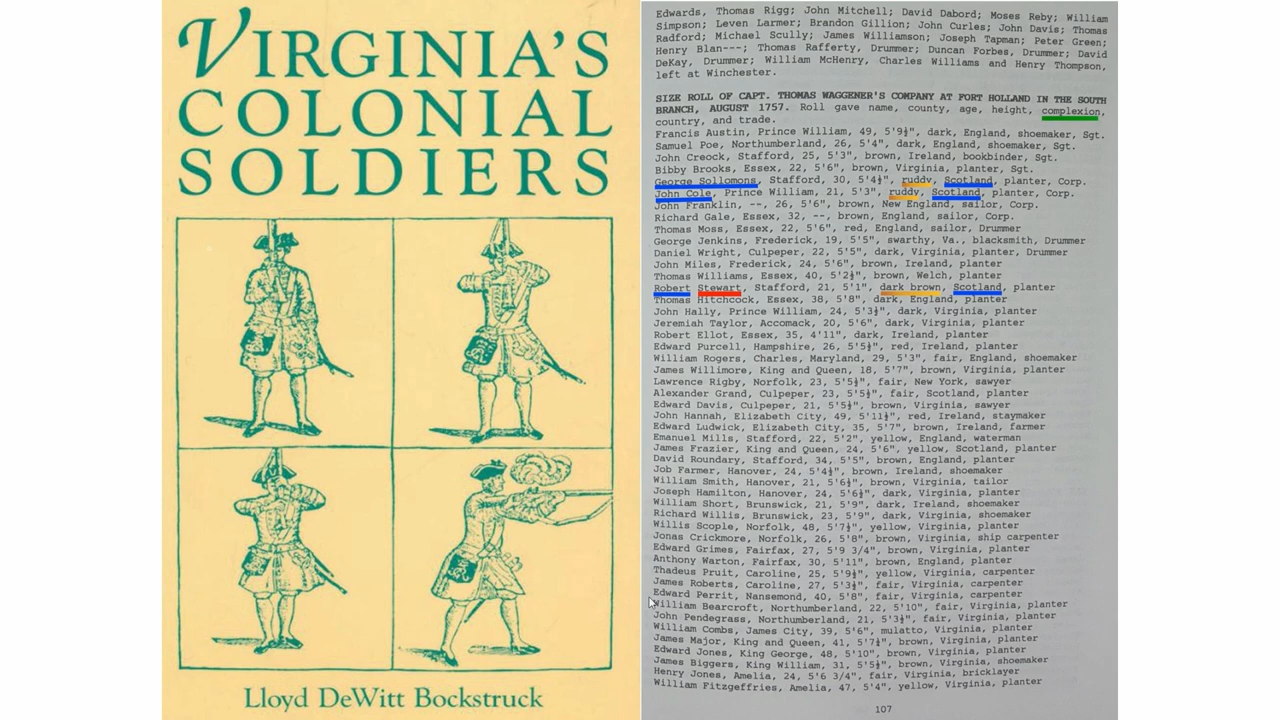 VIRGINIA'S
COLONIAL
SOLDIERS
Lloyd DeWitt Bockstruck
Edwards, Thomas Rigg; John Mitchell; David Dabord; Moses Reby; William
Simpson; Leven Larmer; Brandon Gillion; John Curles; John Davis; Thomas
Radford; Michael Scully; James Williamson; Joseph Tapman; Peter Green;
Henry Blan---; Thomas Rafferty, Drummer; Duncan Forbes, Drummer; David
DeKay, Drummer; William McHenry, Charles Williams and Henry Thompson,
left at Winchester.
SIZE ROLL OF CAPT. THOMAS WAGGENER'S COMPANY AT FORT HOLLAND IN THE SOUTH
BRANCH, AUGUST 1757. Roll gave name, county, age, height, complexion,
country, and trade.
Francis Austin, Prince William, 49, 5'9½", dark, England, shoemaker, Sgt.
Samuel Poe, Northumberland, 26, 5'4", dark, England, shoemaker, Sgt.
John Creock, Stafford, 25, 5'3", brown, Ireland, bookbinder, Sgt.
Bibby Brooks, Essex, 22, 5'6", brown, Virginia, planter, Sgt.
George Sollomons, Stafford, 30, 5'4½", ruddy, Scotland, planter, Corp.
John Cole, Prince William, 21, 5'3", ruddy, Scotland, planter, Corp.
John Franklin, --, 26, 5'6", brown, New England, sailor, Corp.
Richard Gale, Essex, 32, --, brown, England, sailor, Corp.
Thomas Moss, Essex, 22, 5'6", red, England, sailor, Drummer
George Jenkins, Frederick, 19, 5'5", swarthy, Va., blacksmith, Drummer
Daniel Wright, Culpeper, 22, 5'5", dark, Virginia, planter, Drummer
John Miles, Frederick, 24, 5'6", brown, Ireland, planter
Thomas Williams, Essex, 40, 5'2½", brown, Welch, planter
Robert Stewart, Stafford, 21, 5'1", dark brown, Scotland, planter
Thomas Hitchcock, Essex, 38, 5'8", dark, England, planter
John Hally, Prince William, 24, 5'3½", dark, Virginia, planter
Jeremiah Taylor, Accomack, 20, 5'6", dark, Virginia, planter
Robert Ellot, Essex, 35, 4'11", dark, Ireland, planter
Edward Purcell, Hampshire, 26, 5'5½", red, Ireland, planter
William Rogers, Charles, Maryland, 29, 5'3", fair, England, shoemaker
James Willimore, King and Queen, 18, 5'7", brown, Virginia, planter
Lawrence Rigby, Norfolk, 23, 5'5½", fair, New York, sawyer
Alexander Grand, Culpeper, 23, 5'5½", fair, Scotland, planter
Edward Davis, Culpeper, 21, 5'5½", brown, Virginia, sawyer
John Hannah, Elizabeth City, 49, 5'11½", red, Ireland, staymaker
Edward Ludwick, Elizabeth City, 35, 5'7", brown, Ireland, farmer
Emanuel Mills, Stafford, 22, 5'2", yellow, England, waterman
James Frazier, King and Queen, 24, 5'6", yellow, Scotland, planter
David Roundary, Stafford, 34, 5'5", brown, England, planter
Job Farmer, Hanover, 24, 5'4½", brown, Ireland, shoemaker
William Smith, Hanover, 21, 5'6½", brown, Virginia, tailor
Joseph Hamilton, Hanover, 24, 5'6½", dark, Virginia, planter
William Short, Brunswick, 21, 5'9", dark, Ireland, shoemaker
Richard Willis, Brunswick, 23, 5'9", dark, Virginia, shoemaker
Willis Scople, Norfolk, 48, 5'7½", yellow, Virginia, planter
Jonas Crickmore, Norfolk, 26, 5'8", brown, Virginia, ship carpenter
Edward Grimes, Fairfax, 27, 5'9 3/4", brown, Virginia, planter
Anthony Warton, Fairfax, 30, 5'11", brown, England, planter
Thadeus Pruit, Caroline, 25, 5'9½", yellow, Virginia, carpenter
James Roberts, Caroline, 27, 5'3½", fair, Virginia, carpenter
Edward Perrit, Nansemond, 40, 5'8", fair, Virginia, carpenter
William Bearcroft, Northumberland, 22, 5'10", fair, Virginia, planter
John Pendegrass, Northumberland, 21, 5'3½", fair, Virginia, planter
William Combs, James City, 39, 5'6", mulatto, Virginia, planter
James Major, King and Queen, 41, 5'7½", brown, Virginia, planter
Edward Jones, King George, 48, 5'10", brown, Virginia, planter
James Biggers, King William, 31, 5'5½", brown, Virginia, shoemaker
Henry Jones, Amelia, 24, 5'6 3/4", fair, Virginia, bricklayer
William Fitzgeffries, Amelia, 47, 5'4", yellow, Virginia, planter
107